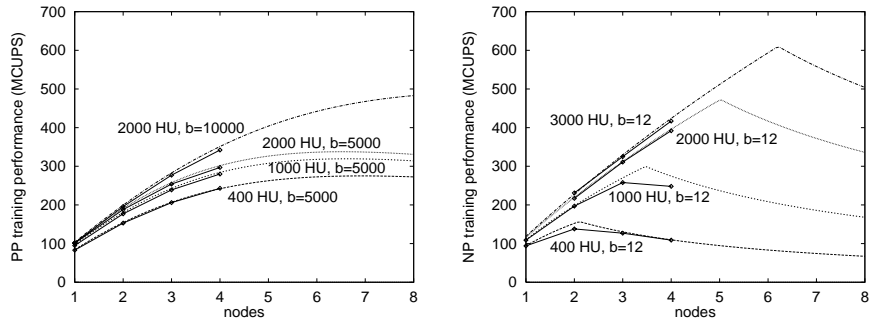 PP training performance (MCUPS)
700
600
500
400
300
200
100
0
2000 HU, b=10000
2000 HU, b=5000
1000 HU, b=5000
400 HU, b=5000
1 2 3 4 5 6 7 8
nodes
NP training performance (MCUPS)
700
600
500
400
300
200
100
0
3000 HU, b=12
2000 HU, b=12
1000 HU, b=12
400 HU, b=12
1 2 3 4 5 6 7 8
nodes